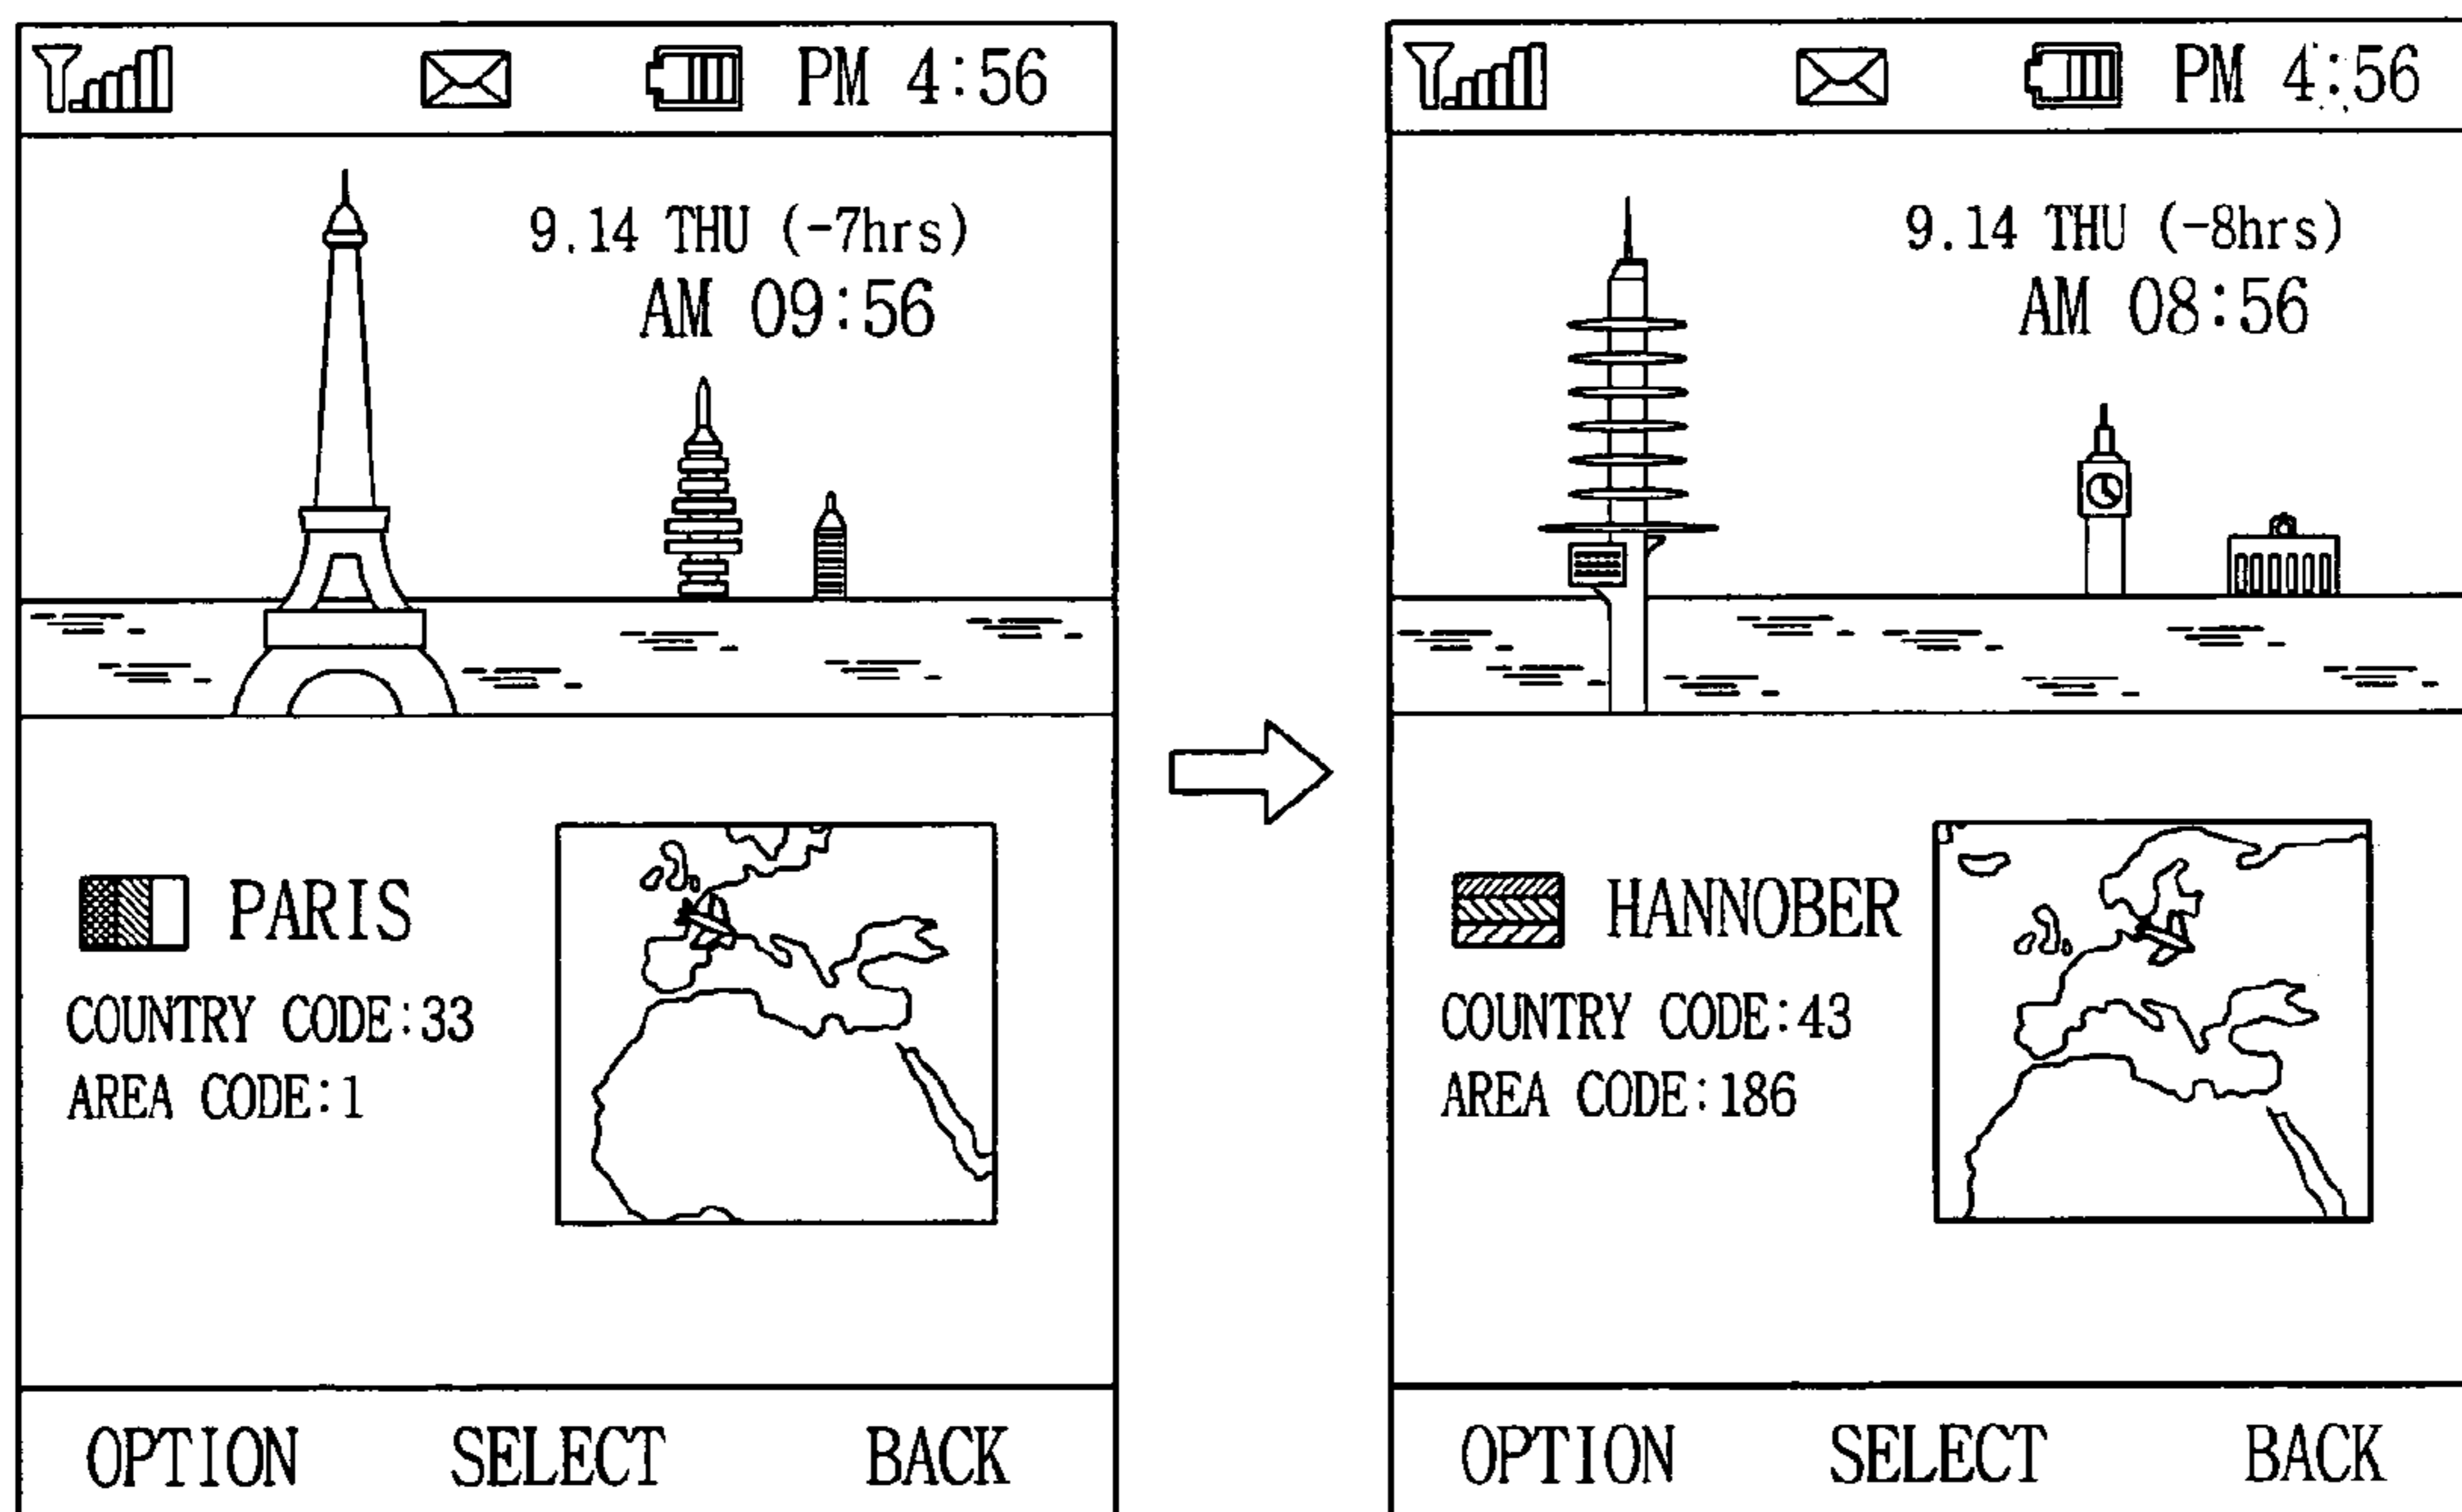 PM 4:56
9.14 THU (-7hrs)
AM 09:56
PARIS
COUNTRY CODE:33
AREA CODE:1
OPTION SELECT BACK
PM 4:56
9.14 THU (-8hrs)
AM 08:56
HANNOBER
COUNTRY CODE:43
AREA CODE:186
OPTION SELECT BACK